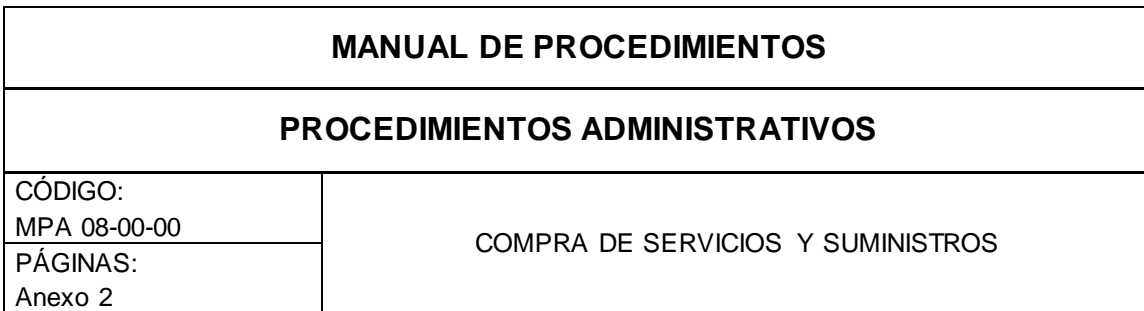 MANUAL DE PROCEDIMIENTOS
PROCEDIMIENTOS ADMINISTRATIVOS
CÓDIGO:
MPA 08-00-00
COMPRA DE SERVICIOS Y SUMINISTROS
PÁGINAS:
Anexo 2